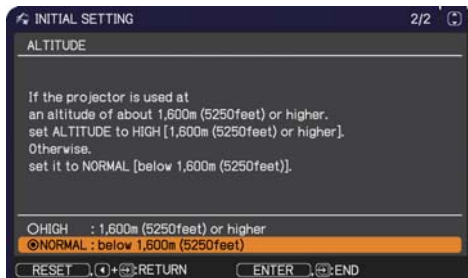 INITIAL SETTING 2/2
ALTITUDE
If the projector is used at
an altitude of about 1,600m (5250feet) or higher.
set ALTITUDE to HIGH [1,600m (5250feet) or higher].
Otherwise.
set it to NORMAL [below 1,600m (5250feet)].
HIGH : 1,600m (5250feet) or higher
NORMAL : below 1,600m (5250feet)
RESET , + :RETURN ENTER , :END